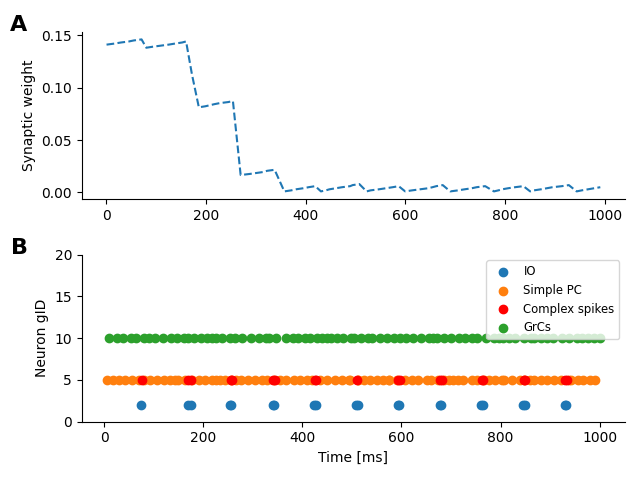 A
0.15
0.10
0.05
0.00
Synaptic weight
0 200 400 600 800 1000
B
20
15
10
5
0
Neuron gID
IO
Simple PC
Complex spikes
GrCs
0 200 400 600 800 1000
Time [ms]